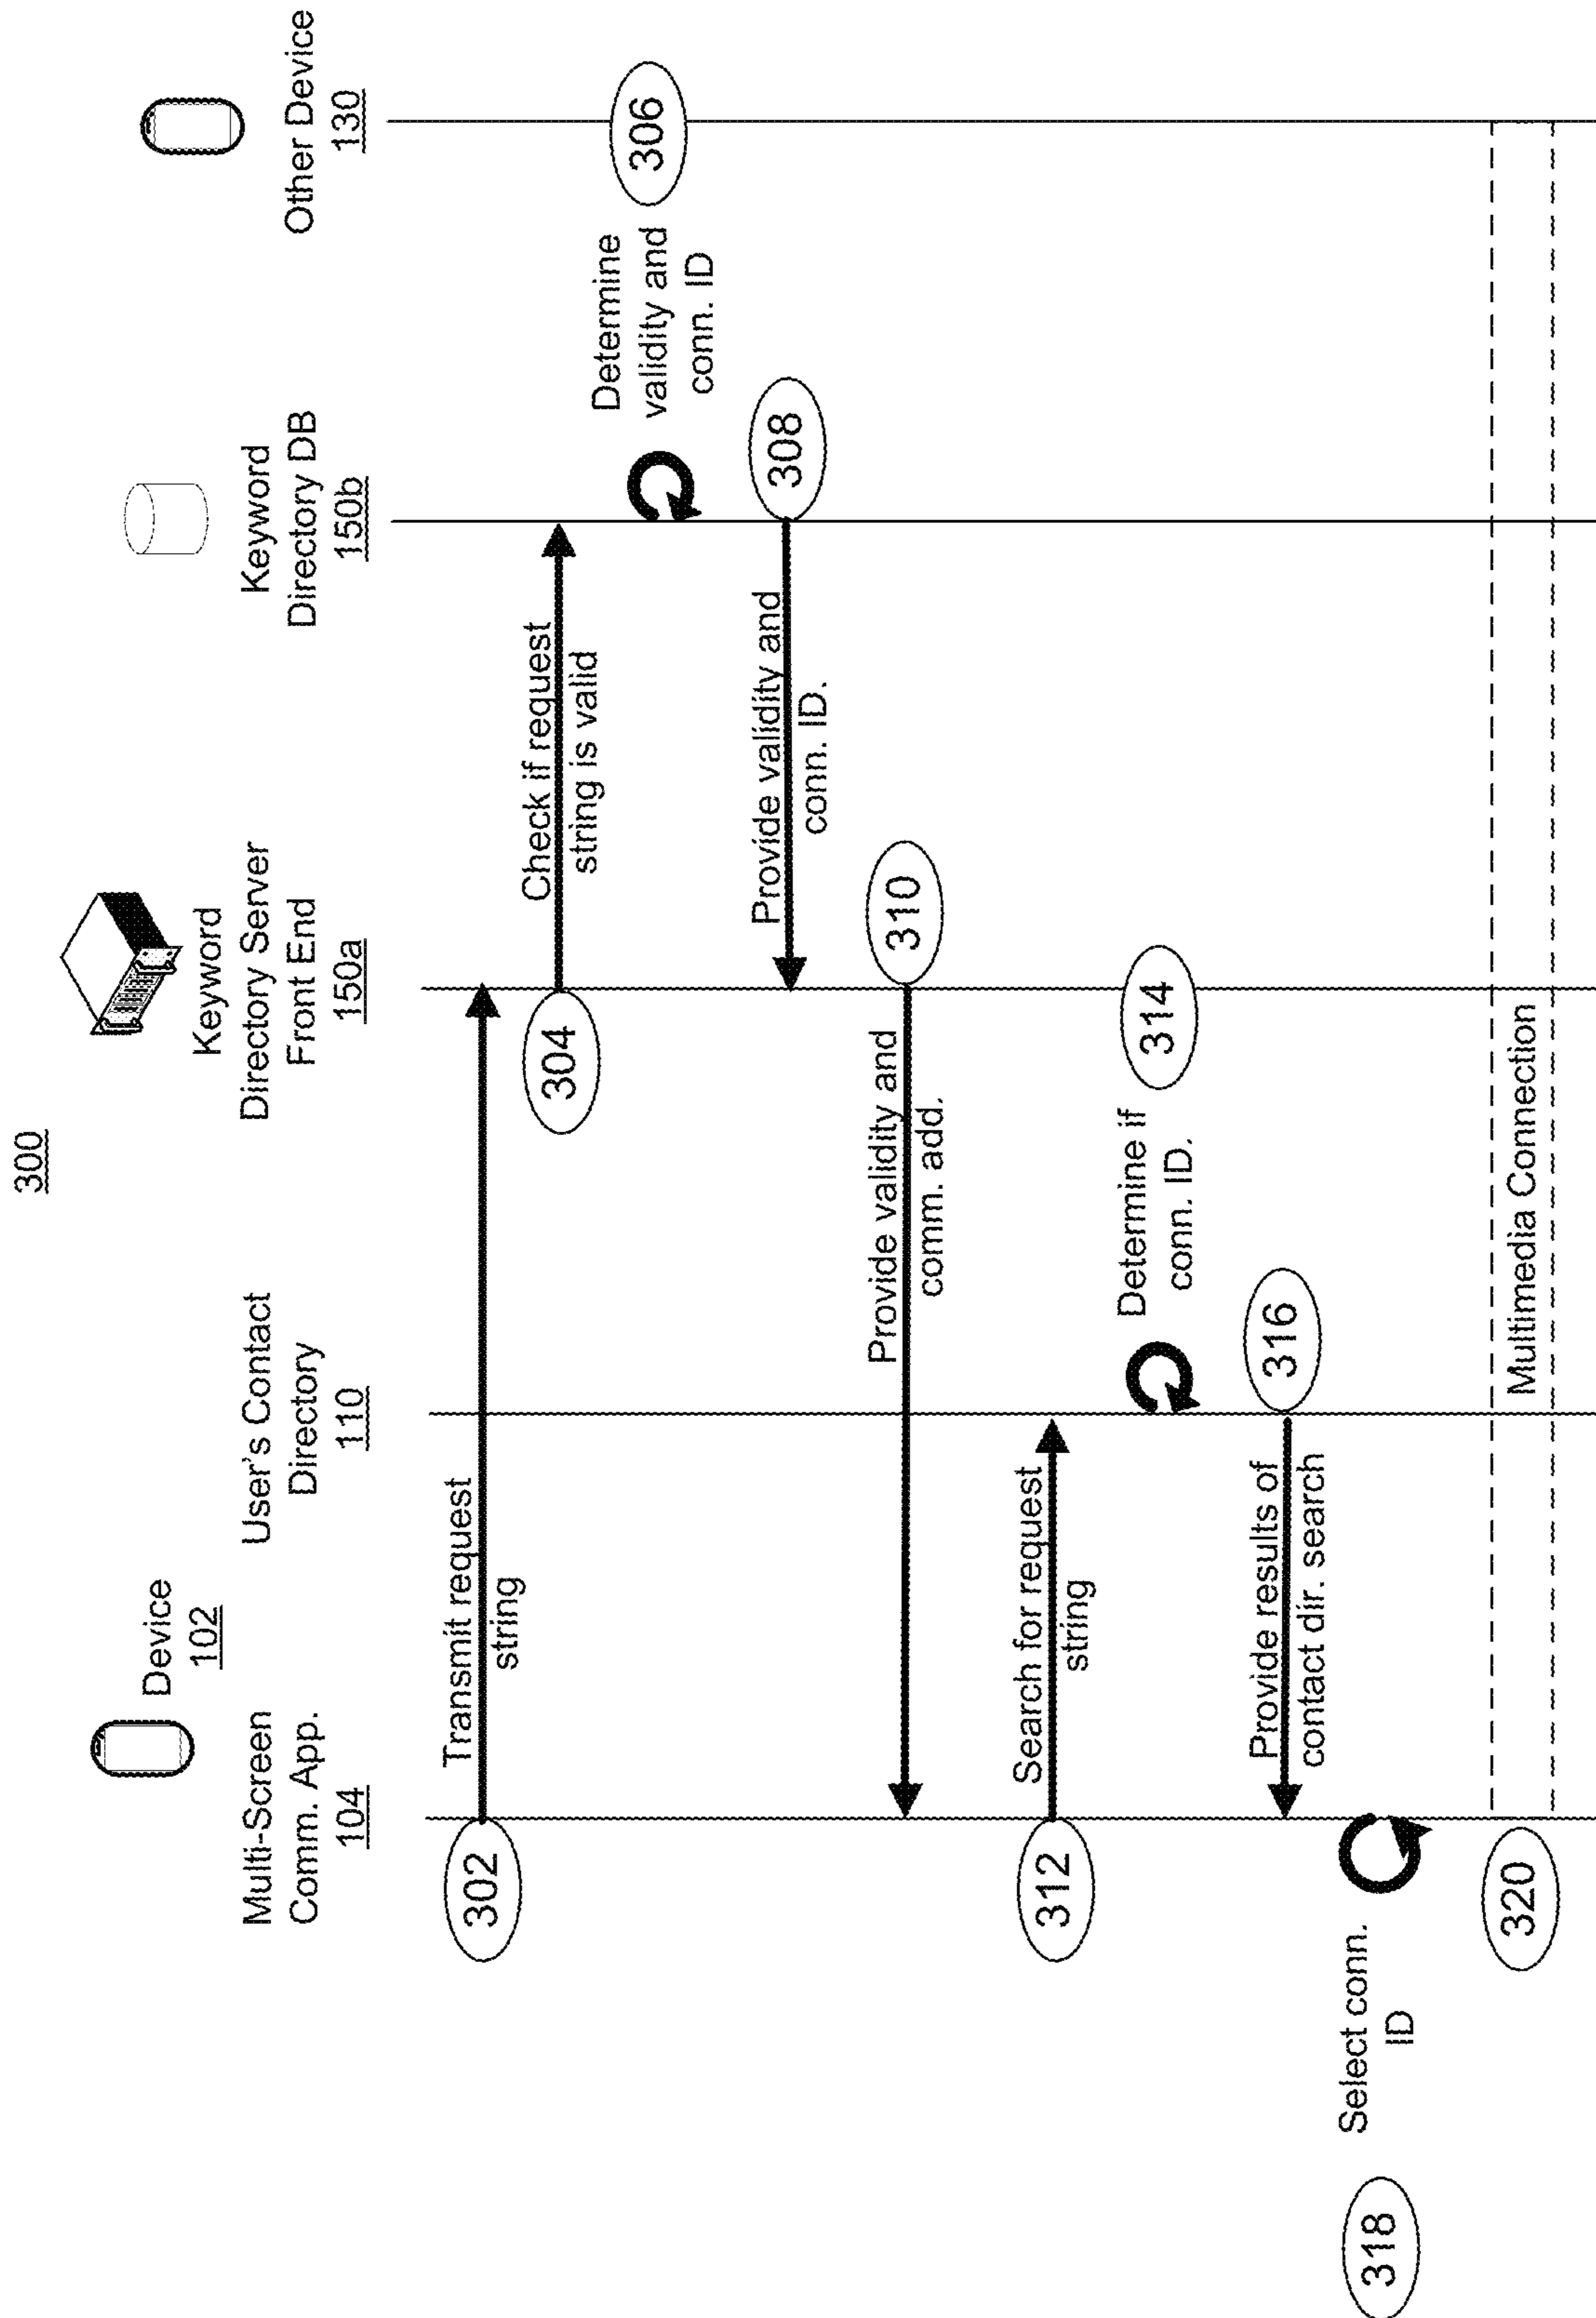 300
Device
102
Multi-Screen
Comm. App.
104
User's Contact
Directory
110
Keyword
Directory Server
Front End
150a
Keyword
Directory DB
150b
Other Device
130
302
Transmit request
string
304
Check if request
string is valid
Determine
validity and
conn. ID
306
308
Provide validity and
conn. ID.
310
Provide validity and
comm. add.
312
Search for request
string
Determine if
conn. ID.
314
316
Provide results of
contact dir. search
318
Select conn.
ID
320
Multimedia Connection